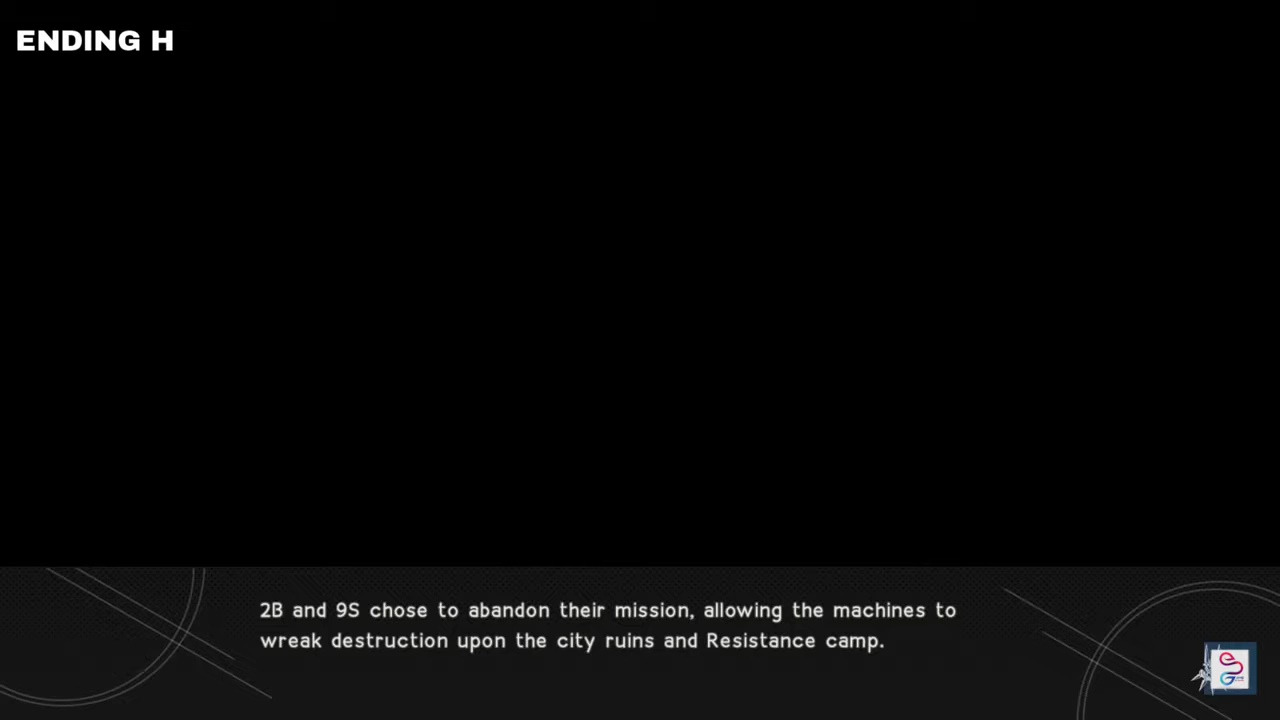 ENDING H
2B and 9S chose to abandon their mission, allowing the machines to
wreak destruction upon the city ruins and Resistance camp.